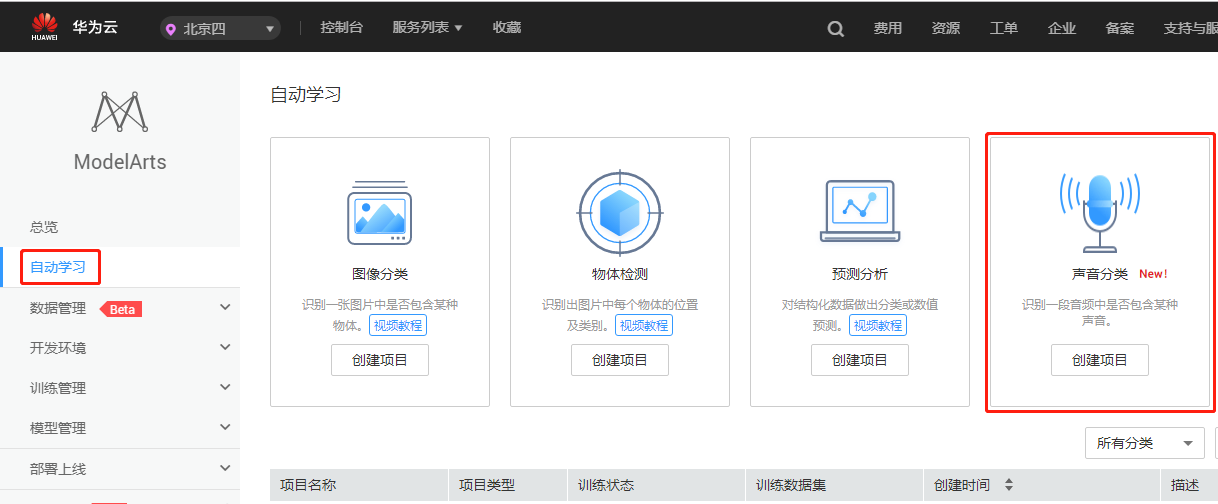 HUAWEI 华为云 北京四 控制台 服务列表 收藏 费用 资源 工单 企业 备案 支持与服
ModelArts
总览
自动学习
数据管理 Beta
开发环境
训练管理
模型管理
部署上线
自动学习
图像分类
识别一张图片中是否包含某种
物体。 视频教程
创建项目
物体检测
识别出图片中每个物体的位置
及类别。 视频教程
创建项目
预测分析
对结构化数据做出分类或数值
预测。 视频教程
创建项目
声音分类 New!
识别一段音频中是否包含某种
声音。
创建项目
所有分类
项目名称 项目类型 训练状态 训练数据集 创建时间 描述